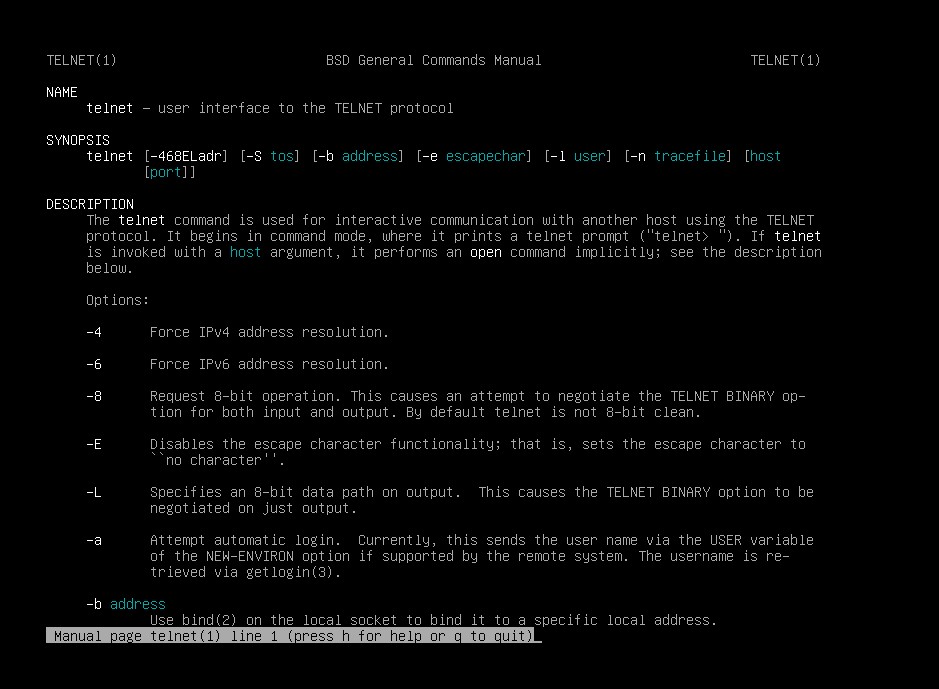 TELNET(1) BSD General Commands Manual TELNET(1)
NAME
telnet – user interface to the TELNET protocol
SYNOPSIS
telnet [-468ELadr] [-S tos] [-b address] [-e escapechar] [-l user] [-n tracefile] [host
[port]]
DESCRIPTION
The telnet command is used for interactive communication with another host using the TELNET
protocol. It begins in command mode, where it prints a telnet prompt ("telnet> "). If telnet
is invoked with a host argument, it performs an open command implicitly; see the description
below.
Options:
-4 Force IPv4 address resolution.
-6 Force IPv6 address resolution.
-8 Request 8-bit operation. This causes an attempt to negotiate the TELNET BINARY op-
tion for both input and output. By default telnet is not 8-bit clean.
-E Disables the escape character functionality; that is, sets the escape character to
``no character''.
-L Specifies an 8-bit data path on output.  This causes the TELNET BINARY option to be
negotiated on just output.
-a Attempt automatic login.  Currently, this sends the user name via the USER variable
of the NEW-ENVIRON option if supported by the remote system. The username is re-
trieved via getlogin(3).
-b address
Use bind(2) on the local socket to bind it to a specific local address.
Manual page telnet(1) line 1 (press h for help or q to quit)